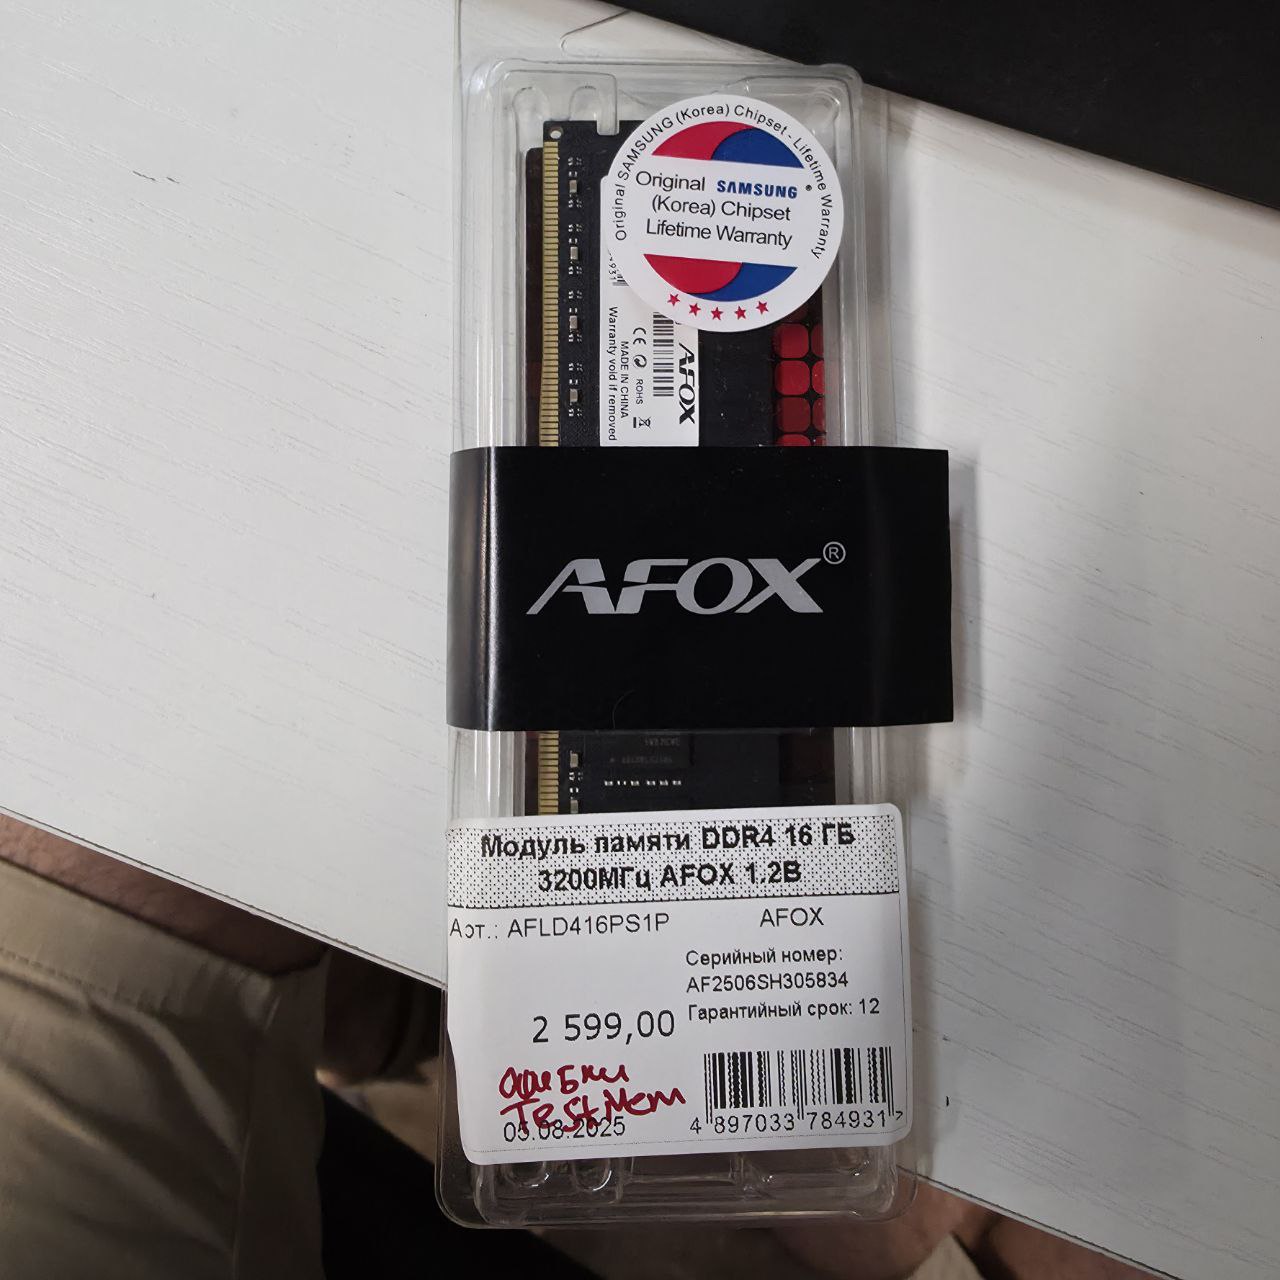 Original SAMSUNG (Korea) Chipset - Lifetime Warranty
Original SAMSUNG
(Korea) Chipset
Lifetime Warranty
AFOX
ROHS
MADE IN CHINA
Warranty void if removed
AFOX®
Модуль памяти DDR4 16 ГБ
3200МГц AFOX 1.2В
Арт.: AFLD416PS1P
AFOX
Серийный номер:
AF2506SH305834
Гарантийный срок: 12
2 599,00
ошибки
TestMem
05.08.2025
4 897033 784931 >